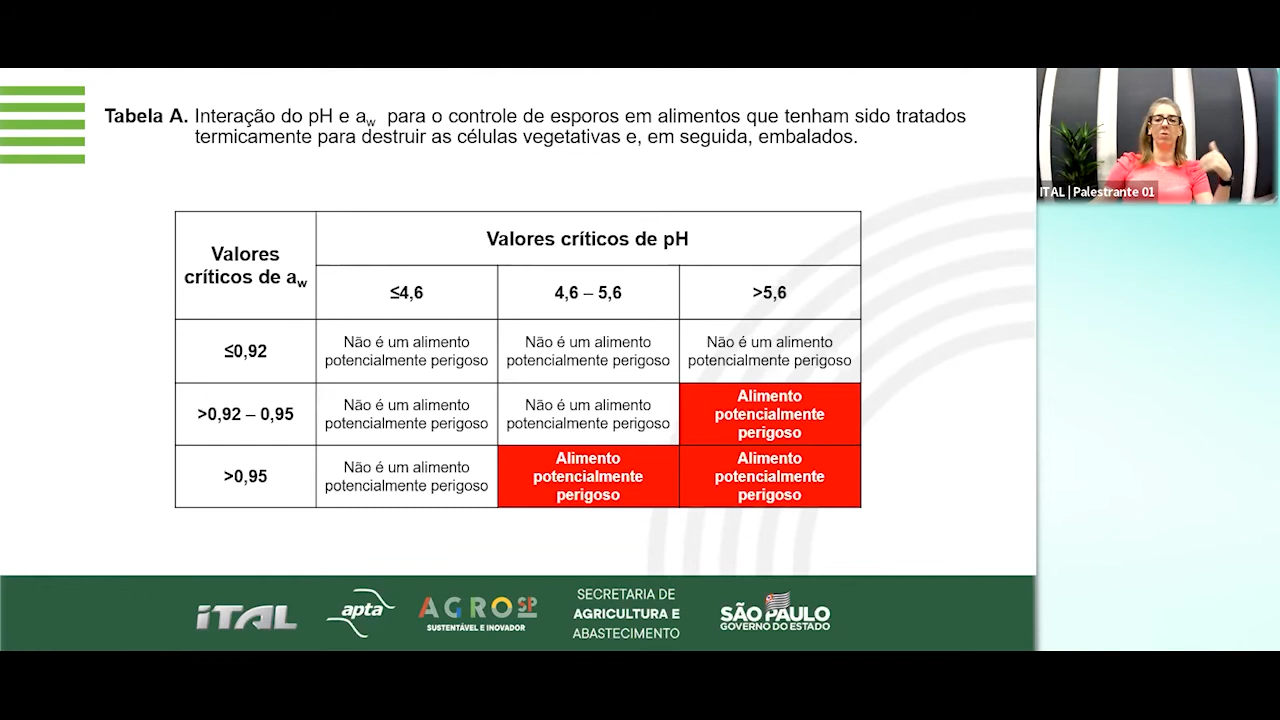 Tabela A. Interação do pH e aw para o controle de esporos em alimentos que tenham sido tratados
termicamente para destruir as células vegetativas e, em seguida, embalados.
ITAL | Palestrante 01
Valores
críticos de aw
Valores críticos de pH
≤4,6
4,6 – 5,6
>5,6
≤0,92
Não é um alimento
potencialmente perigoso
Não é um alimento
potencialmente perigoso
Não é um alimento
potencialmente perigoso
>0,92 – 0,95
Não é um alimento
potencialmente perigoso
Não é um alimento
potencialmente perigoso
Alimento
potencialmente
perigoso
>0,95
Não é um alimento
potencialmente perigoso
Alimento
potencialmente
perigoso
Alimento
potencialmente
perigoso
iTAL
apta
AGRO SP
SUSTENTÁVEL E INOVADOR
SECRETARIA DE
AGRICULTURA E
ABASTECIMENTO
SÃO PAULO
GOVERNO DO ESTADO